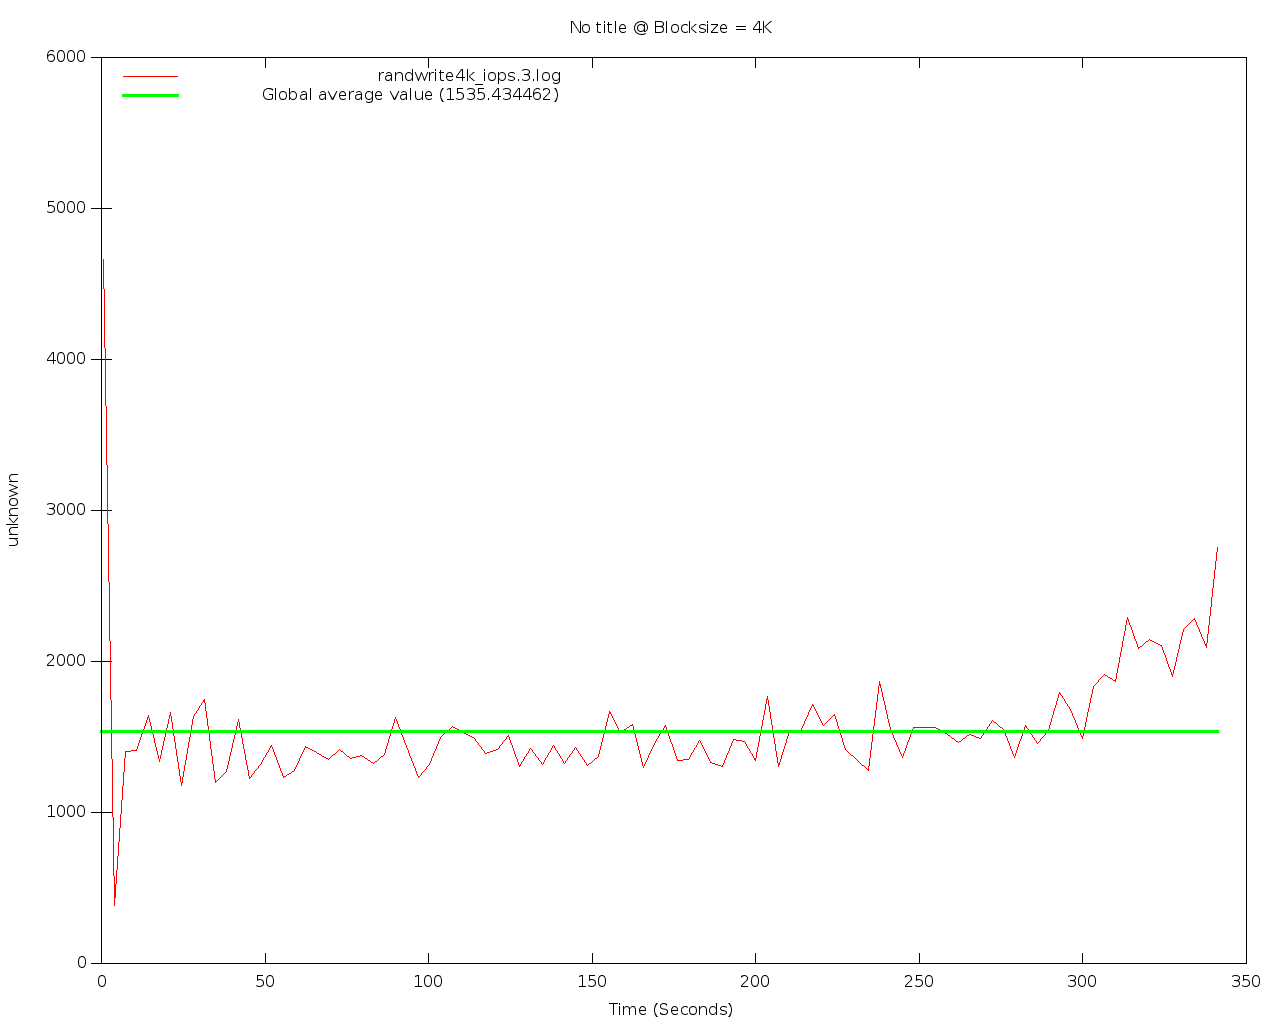 No title @ Blocksize = 4K
6000
randwrite4k_iops.3.log
Global average value (1535.434462)
5000
4000
3000
unknown
2000
1000
0
0 50 100 150 200 250 300 350
Time (Seconds)